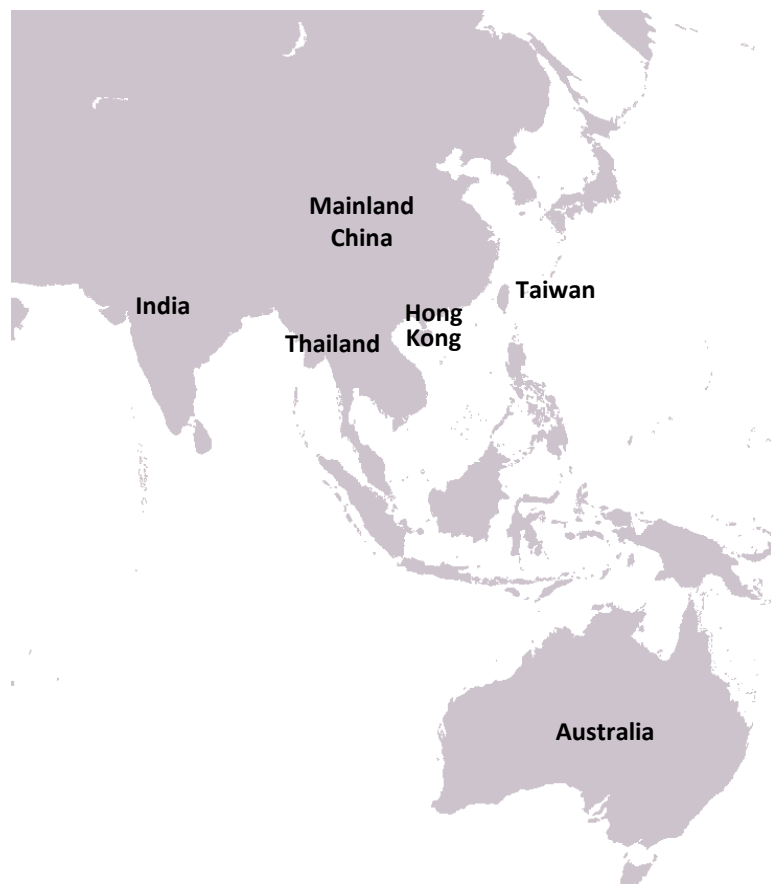 Mainland
China
India
Taiwan
Hong
Kong
Thailand
Australia